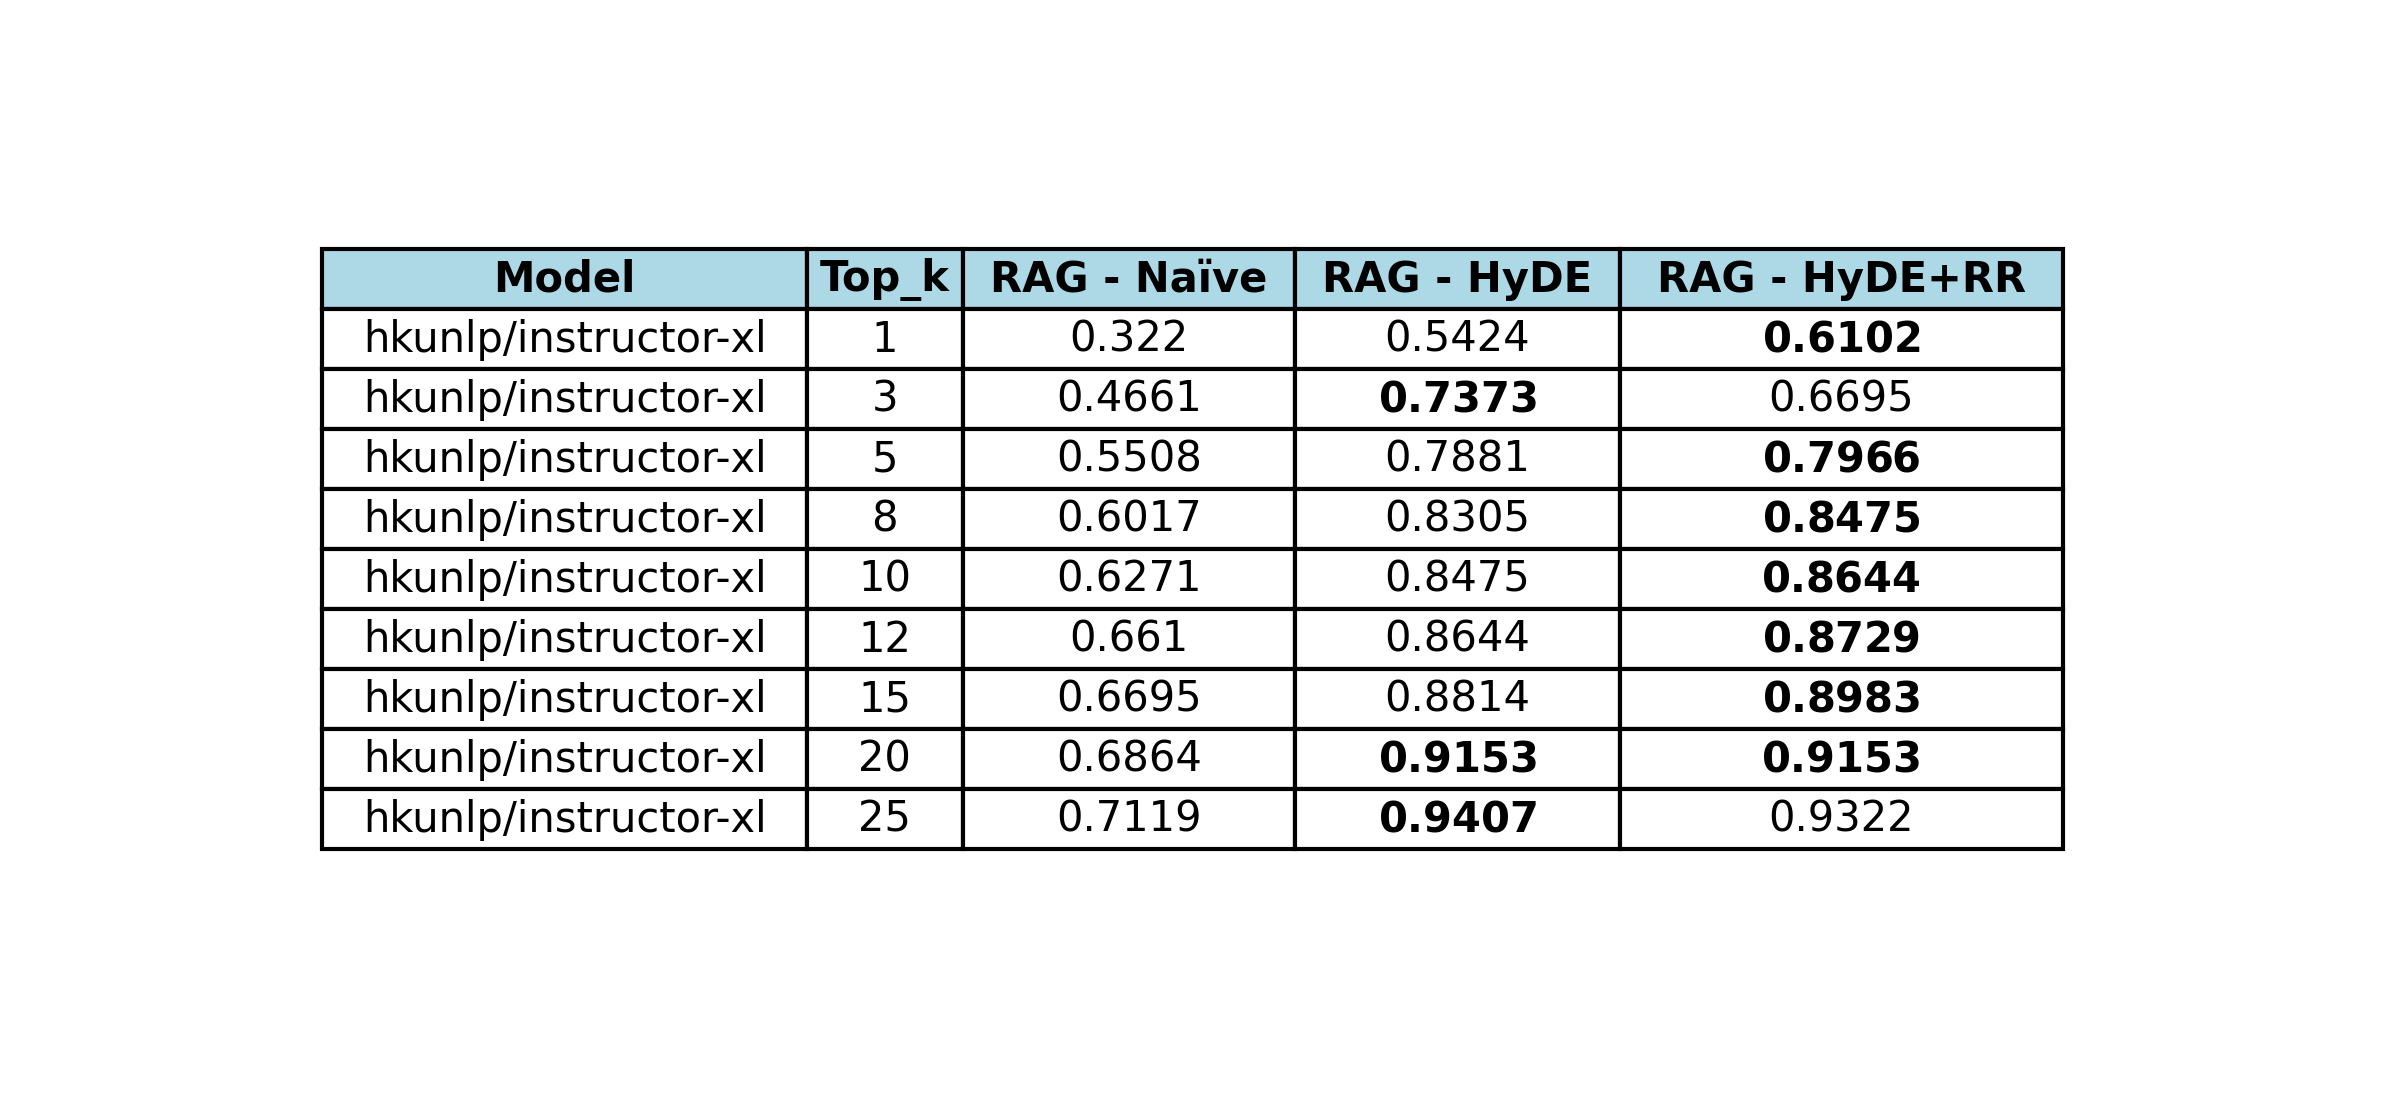 Model Top_k RAG - Naïve RAG - HyDE RAG - HyDE+RR
hkunlp/instructor-xl 1 0.322 0.5424 0.6102
hkunlp/instructor-xl 3 0.4661 0.7373 0.6695
hkunlp/instructor-xl 5 0.5508 0.7881 0.7966
hkunlp/instructor-xl 8 0.6017 0.8305 0.8475
hkunlp/instructor-xl 10 0.6271 0.8475 0.8644
hkunlp/instructor-xl 12 0.661 0.8644 0.8729
hkunlp/instructor-xl 15 0.6695 0.8814 0.8983
hkunlp/instructor-xl 20 0.6864 0.9153 0.9153
hkunlp/instructor-xl 25 0.7119 0.9407 0.9322